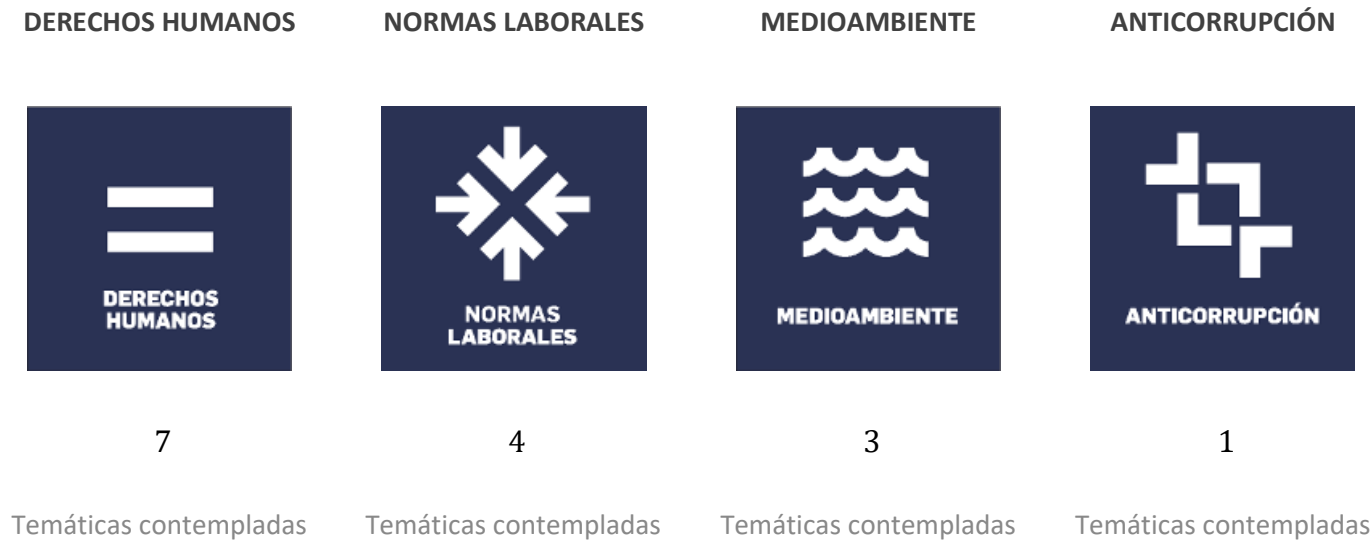 DERECHOS HUMANOS NORMAS LABORALES MEDIOAMBIENTE ANTICORRUPCIÓN
DERECHOS
HUMANOS
NORMAS
LABORALES
MEDIOAMBIENTE
ANTICORRUPCIÓN
7 4 3 1
Temáticas contempladas Temáticas contempladas Temáticas contempladas Temáticas contempladas